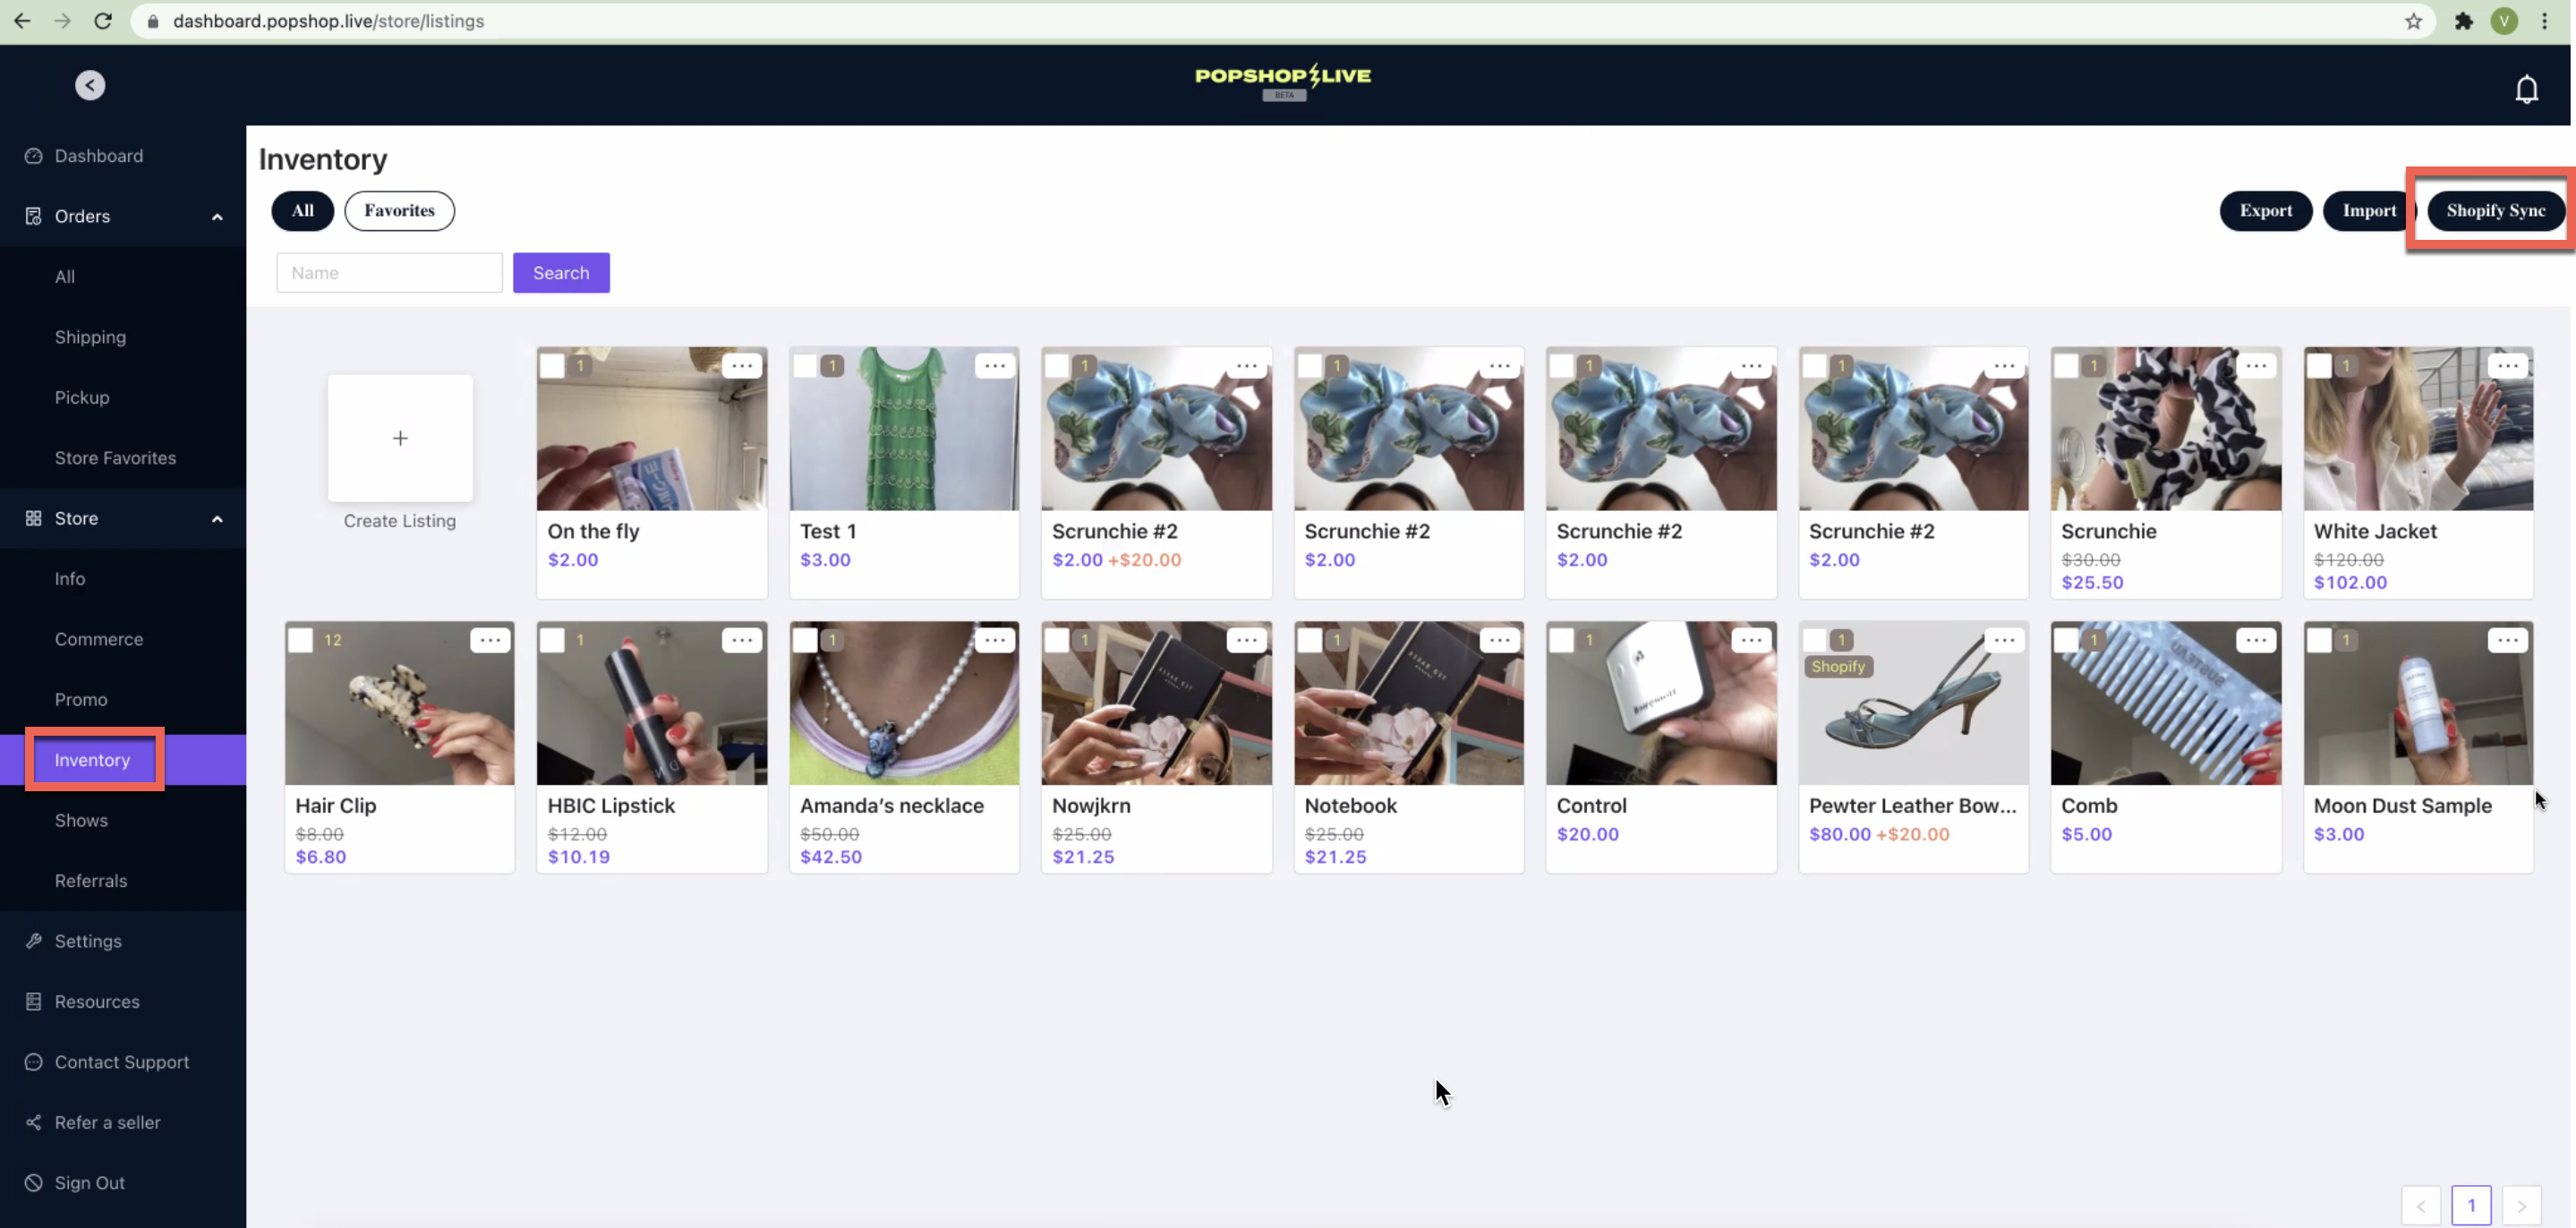 dashboard.popshop.live/store/listings
V
POPSHOP LIVE
BETA
Dashboard
Orders
All
Shipping
Pickup
Store Favorites
Store
Info
Commerce
Promo
Inventory
Shows
Referrals
Settings
Resources
Contact Support
Refer a seller
Sign Out
Inventory
All Favorites
Export Import Shopify Sync
Name Search
+
Create Listing
1 ...
On the fly
$2.00
1 ...
Test 1
$3.00
1 ...
Scrunchie #2
$2.00 +$20.00
1 ...
Scrunchie #2
$2.00
1 ...
Scrunchie #2
$2.00
1 ...
Scrunchie #2
$2.00
1 ...
Scrunchie
$30.00
$25.50
1 ...
White Jacket
$120.00
$102.00
12 ...
Hair Clip
$8.00
$6.80
1 ...
HBIC Lipstick
$12.00
$10.19
1 ...
Amanda's necklace
$50.00
$42.50
1 ...
Nowjkrn
$25.00
$21.25
1 ...
Notebook
$25.00
$21.25
1 ...
Control
$20.00
1 ...
Shopify
Pewter Leather Bow...
$80.00 +$20.00
1 ...
Comb
$5.00
1 ...
Moon Dust Sample
$3.00
< 1 >